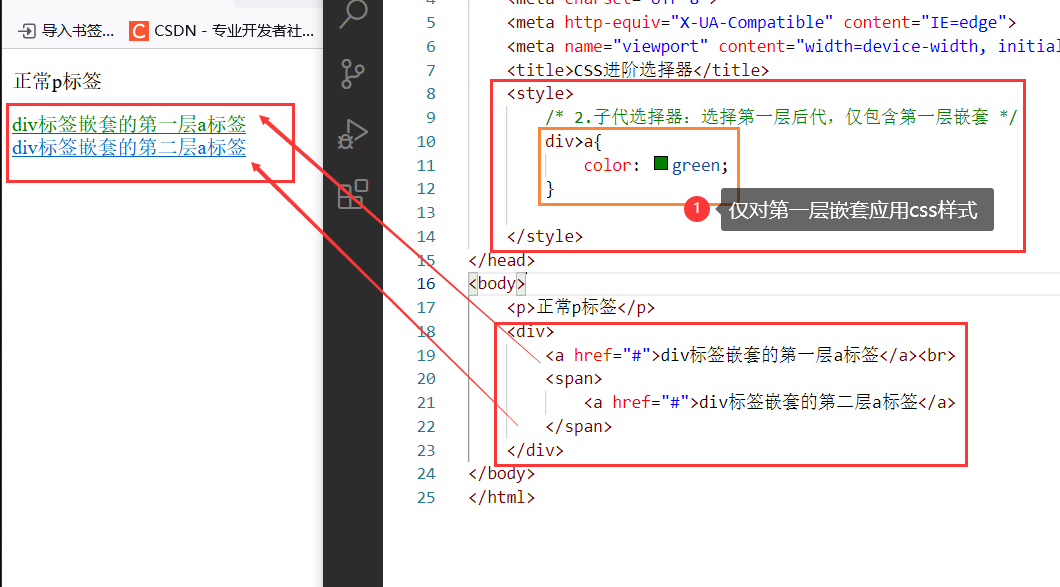 导入书签...
CSDN - 专业开发者社...
正常p标签
div标签嵌套的第一层a标签
div标签嵌套的第二层a标签
5 <meta http-equiv="X-UA-Compatible" content="IE=edge">
6 <meta name="viewport" content="width=device-width, initial
7 <title>CSS进阶选择器</title>
8 <style>
9 /* 2.子代选择器：选择第一层后代，仅包含第一层嵌套 */
10 div>a{
11 color: green;
12 }
13
1 仅对第一层嵌套应用css样式
14 </style>
15 </head>
16 <body>
17 <p>正常p标签</p>
18 <div>
19 <a href="#">div标签嵌套的第一层a标签</a><br>
20 <span>
21 <a href="#">div标签嵌套的第二层a标签</a>
22 </span>
23 </div>
24 </body>
25 </html>